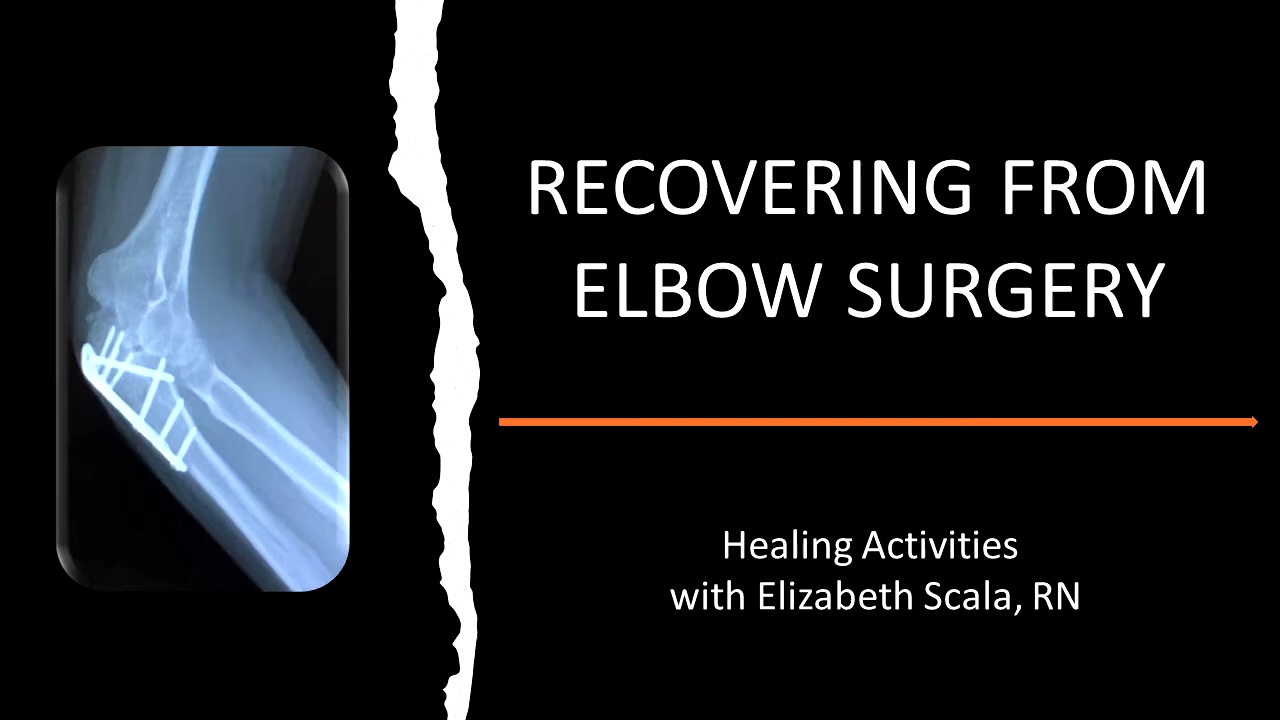 RECOVERING FROM
ELBOW SURGERY
Healing Activities
with Elizabeth Scala, RN